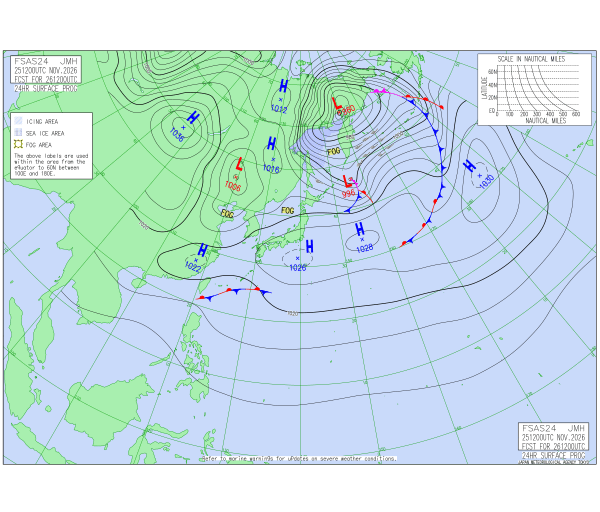 FSAS24 JMH
251200UTC NOV.2026
FCST FOR 261200UTC
24HR SURFACE PROG
ICING AREA
SEA ICE AREA
FOG AREA
The above labels are used
within the area from the
equator to 60N between
100E and 180E.
SCALE IN NAUTICAL MILES
LATITUDE
60N
40N
20N
EQ
0 100 200 300 400 500 600
NAUTICAL MILES
H
1012
H
1036
L
H
1016
FOG
L
1006
L
996
H
1030
FOG
FOG
H
1022
H
1026
H
1028
1020
FSAS24 JMH
251200UTC NOV.2026
FCST FOR 261200UTC
24HR SURFACE PROG
JAPAN METEOROLOGICAL AGENCY TOKYO
Refer to marine warnings for updates on severe weather conditions.